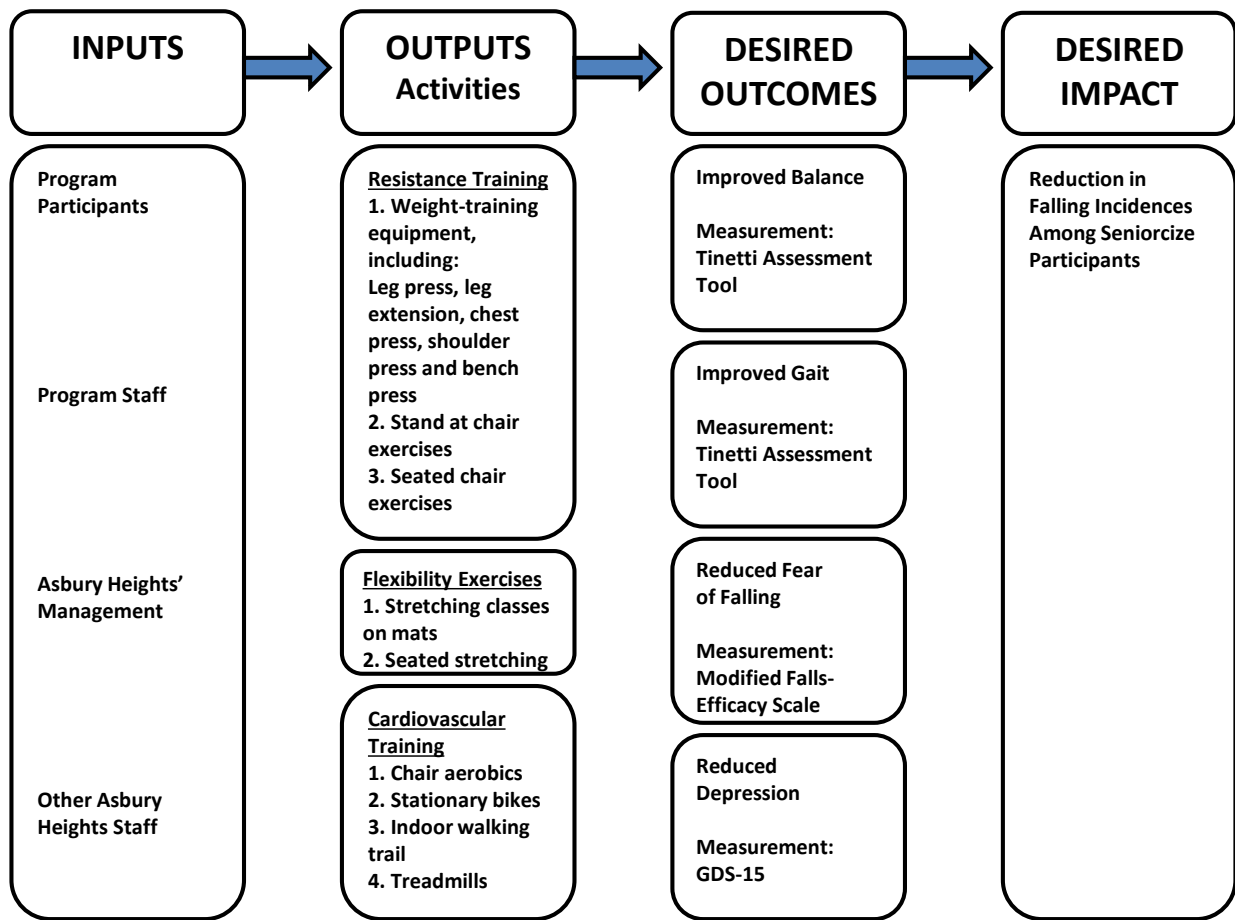 INPUTS
OUTPUTS
Activities
DESIRED
OUTCOMES
DESIRED
IMPACT
Program
Participants
Program Staff
Asbury Heights’
Management
Other Asbury
Heights Staff
Resistance Training
1. Weight-training
equipment,
including:
Leg press, leg
extension, chest
press, shoulder
press and bench
press
2. Stand at chair
exercises
3. Seated chair
exercises
Flexibility Exercises
1. Stretching classes
on mats
2. Seated stretching
Cardiovascular
Training
1. Chair aerobics
2. Stationary bikes
3. Indoor walking
trail
4. Treadmills
Improved Balance
Measurement:
Tinetti Assessment
Tool
Improved Gait
Measurement:
Tinetti Assessment
Tool
Reduced Fear
of Falling
Measurement:
Modified Falls-
Efficacy Scale
Reduced
Depression
Measurement:
GDS-15
Reduction in
Falling Incidences
Among Seniorcize
Participants